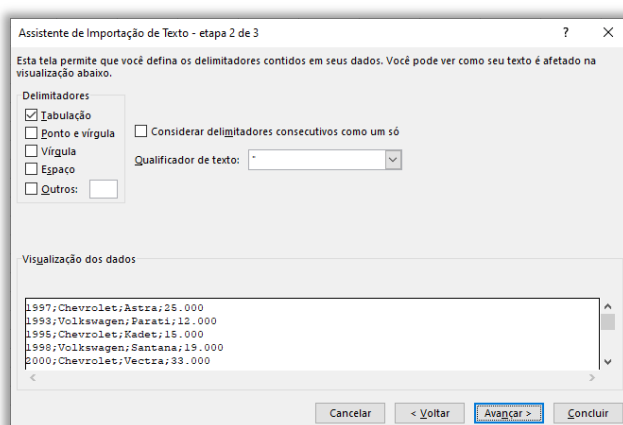 Assistente de Importação de Texto - etapa 2 de 3
Esta tela permite que você defina os delimitadores contidos em seus dados. Você pode ver como seu texto é afetado na
visualização abaixo.
Delimitadores
Tabulação
Ponto e vírgula
Vírgula
Espaço
Outros:
Considerar delimitadores consecutivos como um só
Qualificador de texto: "
Visualização dos dados
1997;Chevrolet;Astra;25.000
1993;Volkswagen;Parati;12.000
1995;Chevrolet;Kadet;15.000
1998;Volkswagen;Santana;19.000
2000;Chevrolet;Vectra;33.000
Cancelar < Voltar Avançar > Concluir